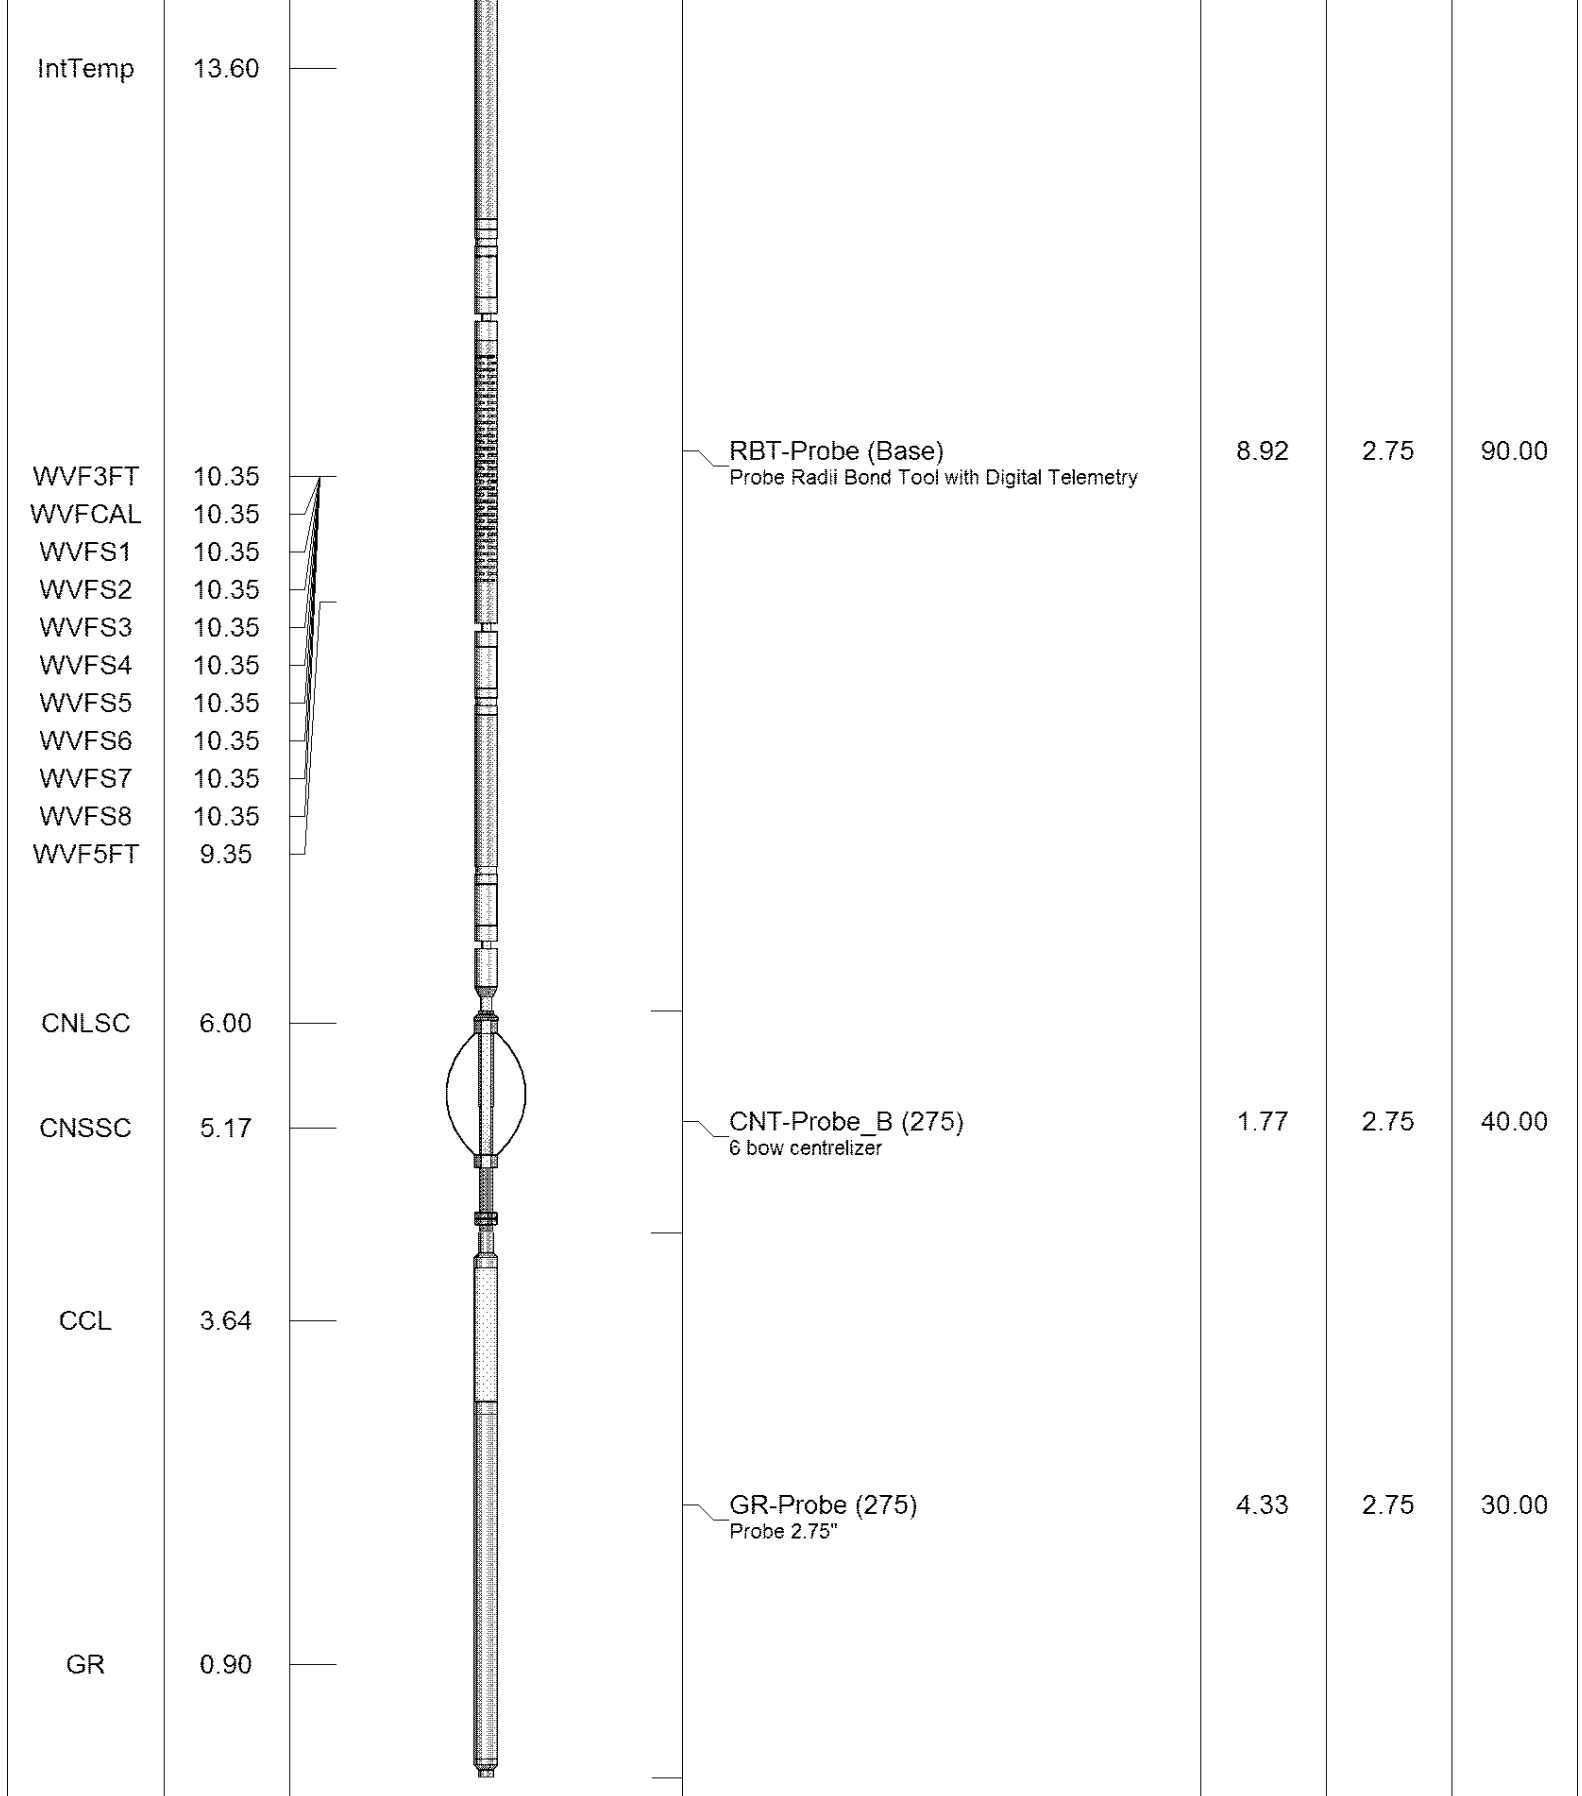 IntTemp 13.60
RBT-Probe (Base) 8.92 2.75 90.00
Probe Radii Bond Tool with Digital Telemetry
WVF3FT 10.35
WVFCAL 10.35
WVFS1 10.35
WVFS2 10.35
WVFS3 10.35
WVFS4 10.35
WVFS5 10.35
WVFS6 10.35
WVFS7 10.35
WVFS8 10.35
WVF5FT 9.35
CNLSC 6.00
CNSSC 5.17
CNT-Probe_B (275) 1.77 2.75 40.00
6 bow centrelizer
CCL 3.64
GR-Probe (275) 4.33 2.75 30.00
Probe 2.75"
GR 0.90